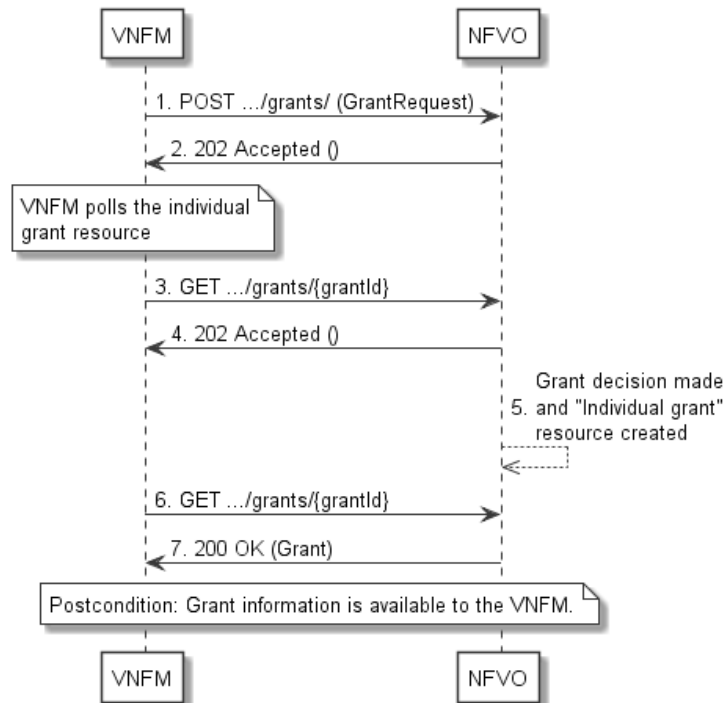 VNFM NFVO
1. POST .../grants/ (GrantRequest)
2. 202 Accepted ()
VNFM polls the individual
grant resource
3. GET .../grants/{grantId}
4. 202 Accepted ()
Grant decision made
5. and "Individual grant"
resource created
6. GET .../grants/{grantId}
7. 200 OK (Grant)
Postcondition: Grant information is available to the VNFM.
VNFM NFVO